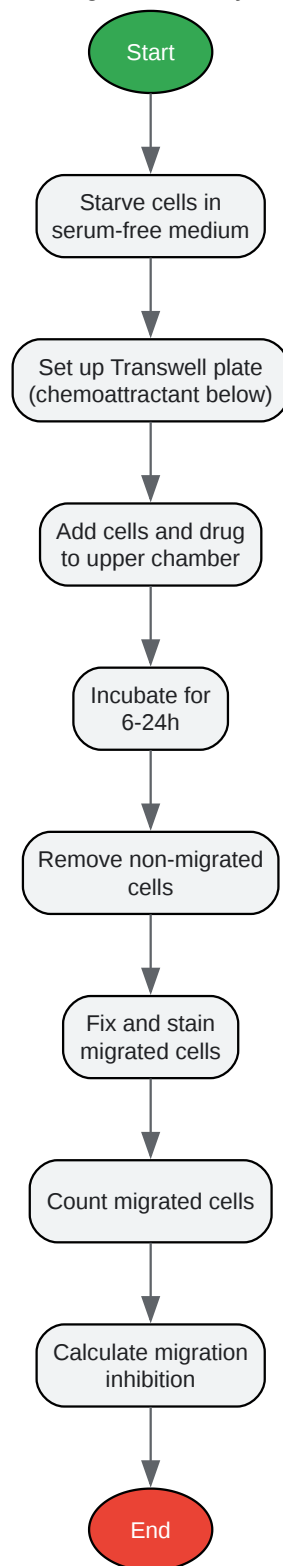 Start
Starve cells in
serum-free medium
Set up Transwell plate
(chemoattractant below)
Add cells and drug
to upper chamber
Incubate for
6-24h
Remove non-migrated
cells
Fix and stain
migrated cells
Count migrated cells
Calculate migration
inhibition
End